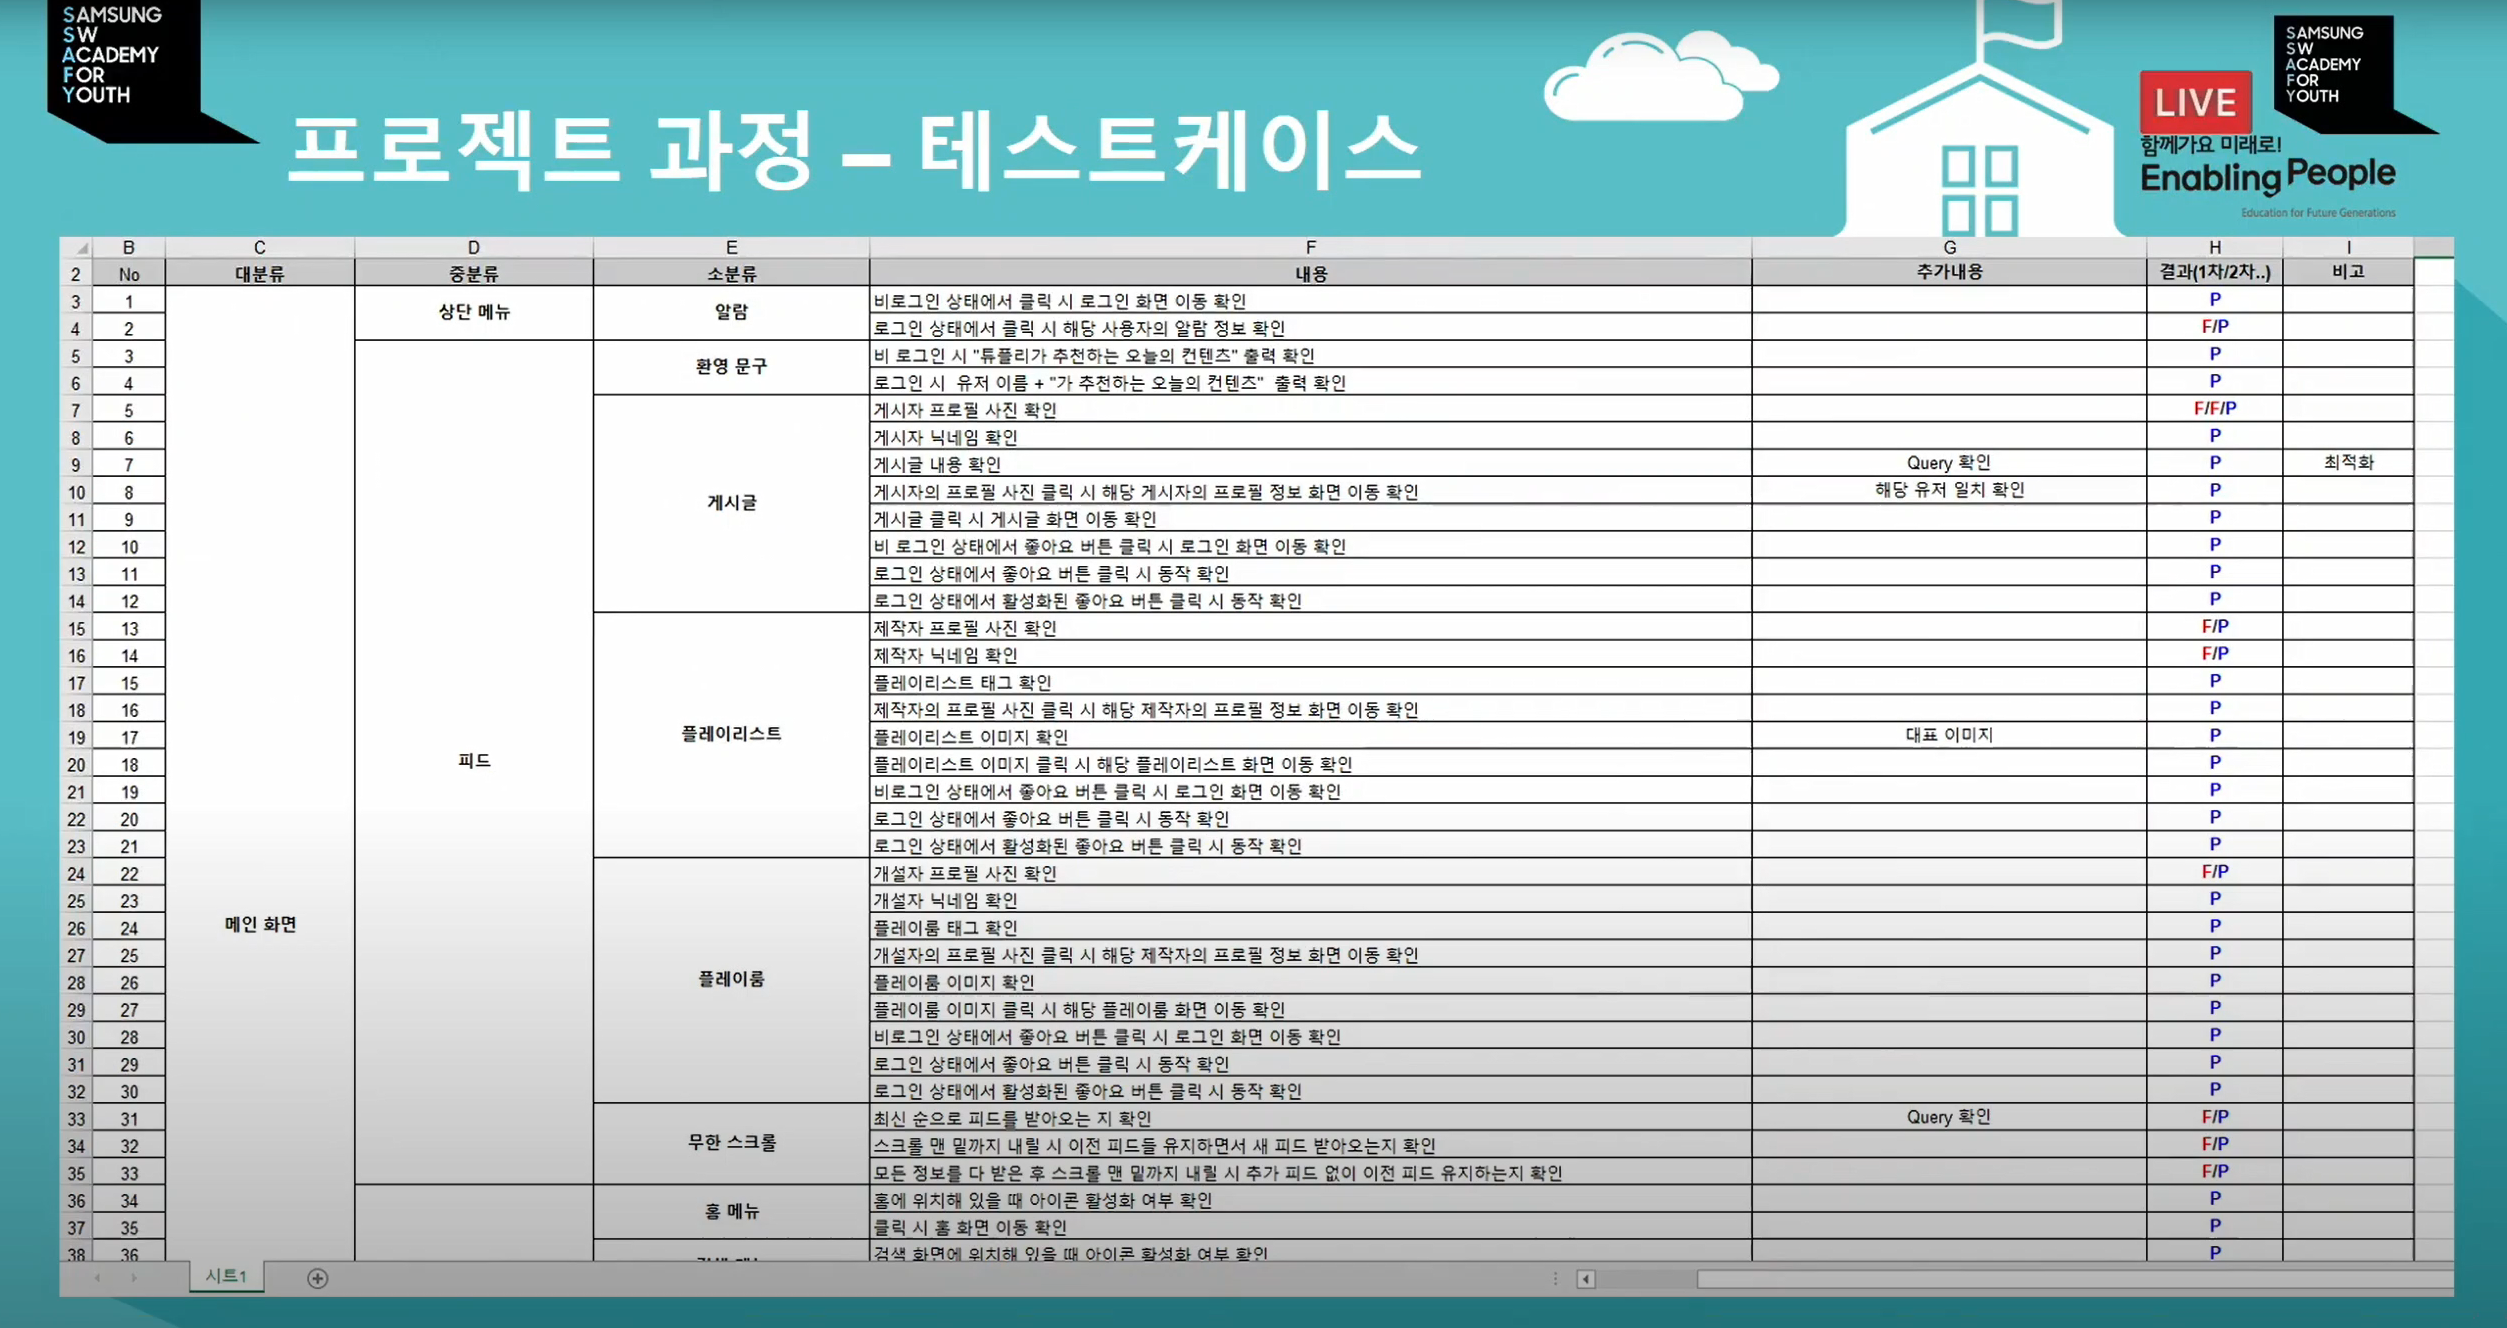 SAMSUNG
SW
ACADEMY
FOR
YOUTH
프로젝트 과정 – 테스트케이스
LIVE
SAMSUNG
SW
ACADEMY
FOR
YOUTH
함께가요 미래로!
Enabling People
Education for Future Generations
B C D E F G H I
2 No 대분류 중분류 소분류 내용 추가내용 결과(1차/2차..) 비고
3 1 메인 화면 상단 메뉴 알람 비로그인 상태에서 클릭 시 로그인 화면 이동 확인 P
4 2 로그인 상태에서 클릭 시 해당 사용자의 알람 정보 확인 F/P
5 3 피드 환영 문구 비 로그인 시 "튜플리가 추천하는 오늘의 컨텐츠" 출력 확인 P
6 4 로그인 시 유저 이름 + "가 추천하는 오늘의 컨텐츠" 출력 확인 P
7 5 게시글 게시자 프로필 사진 확인 F/F/P
8 6 게시자 닉네임 확인 P
9 7 게시글 내용 확인 Query 확인 P 최적화
10 8 게시자의 프로필 사진 클릭 시 해당 게시자의 프로필 정보 화면 이동 확인 해당 유저 일치 확인 P
11 9 게시글 클릭 시 게시글 화면 이동 확인 P
12 10 비 로그인 상태에서 좋아요 버튼 클릭 시 로그인 화면 이동 확인 P
13 11 로그인 상태에서 좋아요 버튼 클릭 시 동작 확인 P
14 12 로그인 상태에서 활성화된 좋아요 버튼 클릭 시 동작 확인 P
15 13 플레이리스트 제작자 프로필 사진 확인 F/P
16 14 제작자 닉네임 확인 F/P
17 15 플레이리스트 태그 확인 P
18 16 제작자의 프로필 사진 클릭 시 해당 제작자의 프로필 정보 화면 이동 확인 P
19 17 플레이리스트 이미지 확인 대표 이미지 P
20 18 플레이리스트 이미지 클릭 시 해당 플레이리스트 화면 이동 확인 P
21 19 비로그인 상태에서 좋아요 버튼 클릭 시 로그인 화면 이동 확인 P
22 20 로그인 상태에서 좋아요 버튼 클릭 시 동작 확인 P
23 21 로그인 상태에서 활성화된 좋아요 버튼 클릭 시 동작 확인 P
24 22 플레이룸 개설자 프로필 사진 확인 F/P
25 23 개설자 닉네임 확인 P
26 24 플레이룸 태그 확인 P
27 25 개설자의 프로필 사진 클릭 시 해당 제작자의 프로필 정보 화면 이동 확인 P
28 26 플레이룸 이미지 확인 P
29 27 플레이룸 이미지 클릭 시 해당 플레이룸 화면 이동 확인 P
30 28 비로그인 상태에서 좋아요 버튼 클릭 시 로그인 화면 이동 확인 P
31 29 로그인 상태에서 좋아요 버튼 클릭 시 동작 확인 P
32 30 로그인 상태에서 활성화된 좋아요 버튼 클릭 시 동작 확인 P
33 31 무한 스크롤 최신 순으로 피드를 받아오는 지 확인 Query 확인 F/P
34 32 스크롤 맨 밑까지 내릴 시 이전 피드들 유지하면서 새 피드 받아오는지 확인 F/P
35 33 모든 정보를 다 받은 후 스크롤 맨 밑까지 내릴 시 추가 피드 없이 이전 피드 유지하는지 확인 F/P
36 34 홈 메뉴 홈에 위치해 있을 때 아이콘 활성화 여부 확인 P
37 35 클릭 시 홈 화면 이동 확인 P
38 36 검색 화면에 위치해 있을 때 아이콘 활성화 여부 확인 P
시트1